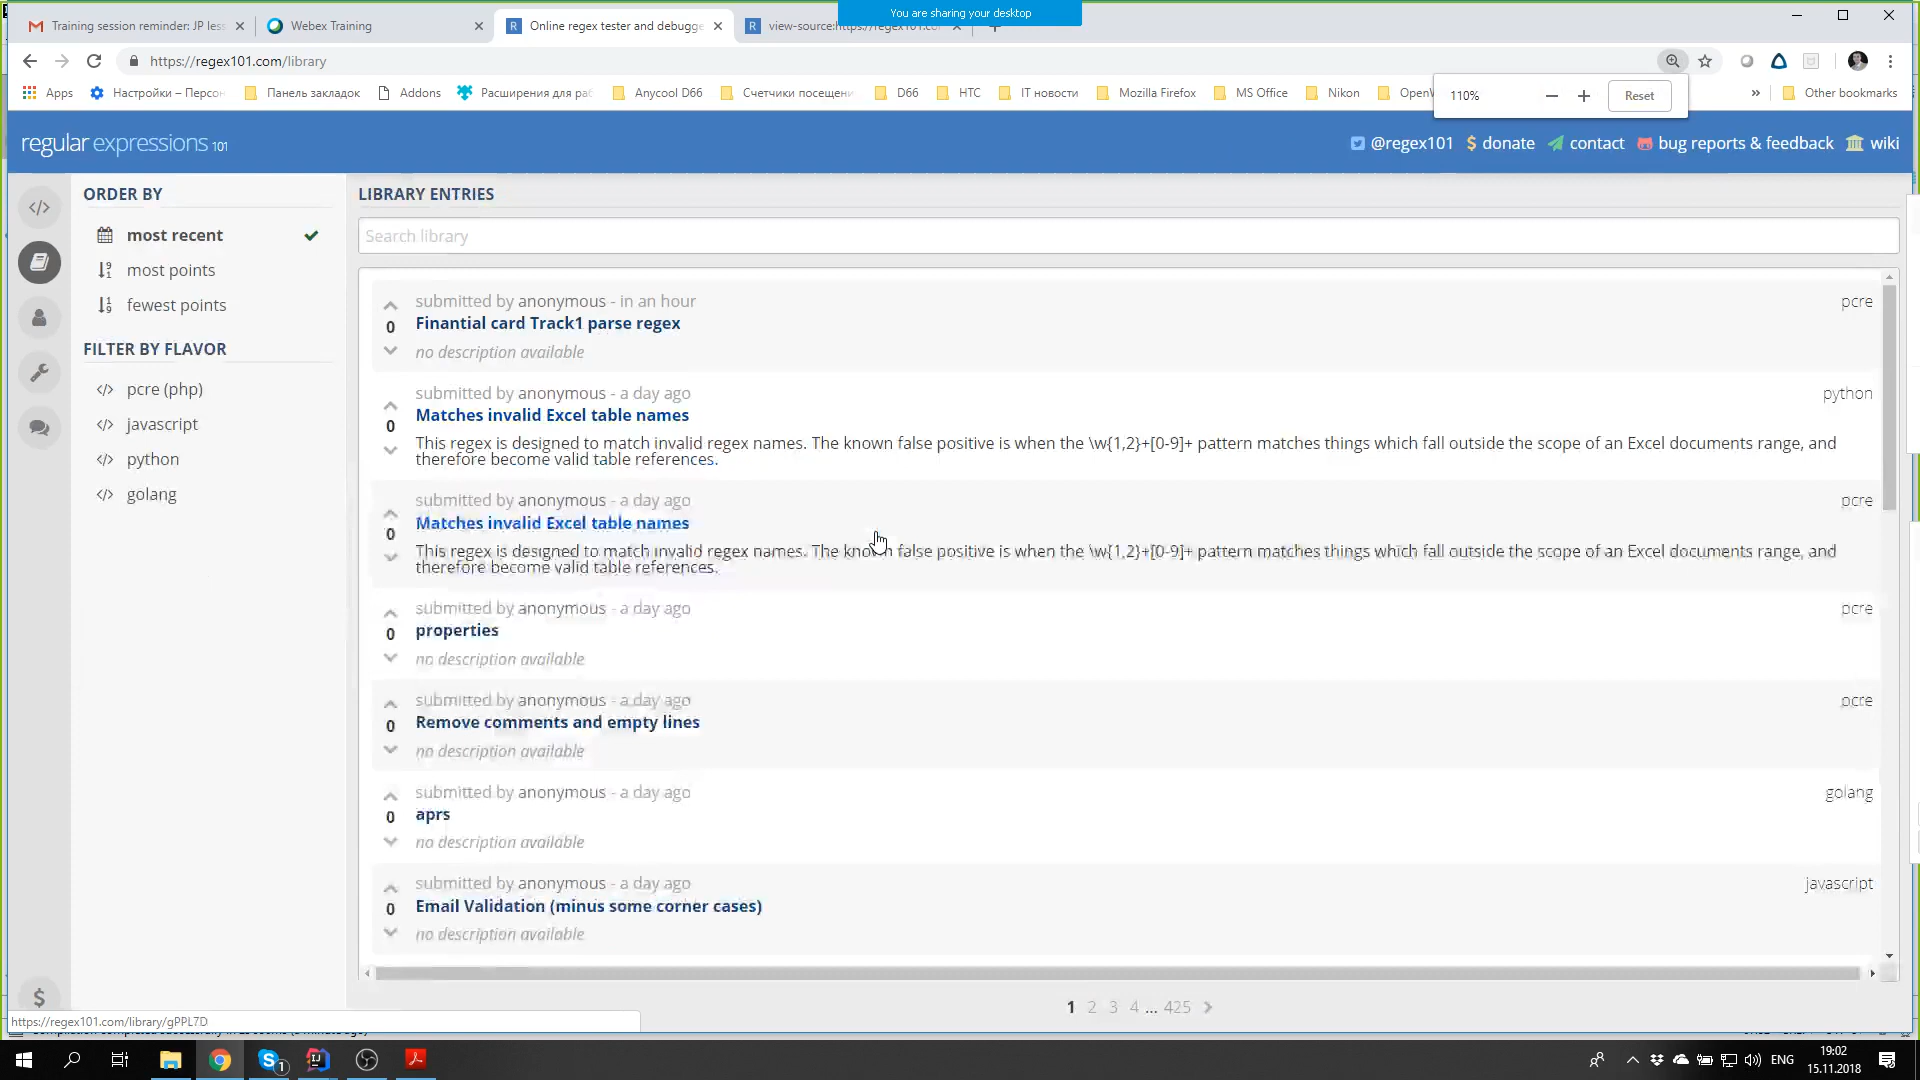 You are sharing your desktop
Training session reminder: JP les
Webex Training
Online regex tester and debugge
view-source:https://regex101.co
https://regex101.com/library
Apps
Настройки – Персон
Панель закладок
Addons
Расширения для раб
Anycool D66
Счетчики посещени
D66
HTC
IT новости
Mozilla Firefox
MS Office
Nikon
OpenW
»
Other bookmarks
110%
Reset
regular expressions 101
@regex101
$ donate
contact
bug reports & feedback
wiki
ORDER BY
most recent
most points
fewest points
FILTER BY FLAVOR
</> pcre (php)
</> javascript
</> python
</> golang
LIBRARY ENTRIES
Search library
submitted by anonymous - in an hour
pcre
0
Finantial card Track1 parse regex
no description available
submitted by anonymous - a day ago
python
0
Matches invalid Excel table names
This regex is designed to match invalid regex names. The known false positive is when the \w{1,2}+[0-9]+ pattern matches things which fall outside the scope of an Excel documents range, and
therefore become valid table references.
submitted by anonymous - a day ago
pcre
0
Matches invalid Excel table names
This regex is designed to match invalid regex names. The known false positive is when the \w{1,2}+[0-9]+ pattern matches things which fall outside the scope of an Excel documents range, and
therefore become valid table references.
submitted by anonymous - a day ago
pcre
0
properties
no description available
submitted by anonymous - a day ago
pcre
0
Remove comments and empty lines
no description available
submitted by anonymous - a day ago
golang
0
aprs
no description available
submitted by anonymous - a day ago
javascript
0
Email Validation (minus some corner cases)
no description available
1 2 3 4 ... 425
$
https://regex101.com/library/gPPL7D
ENG
19:02
15.11.2018